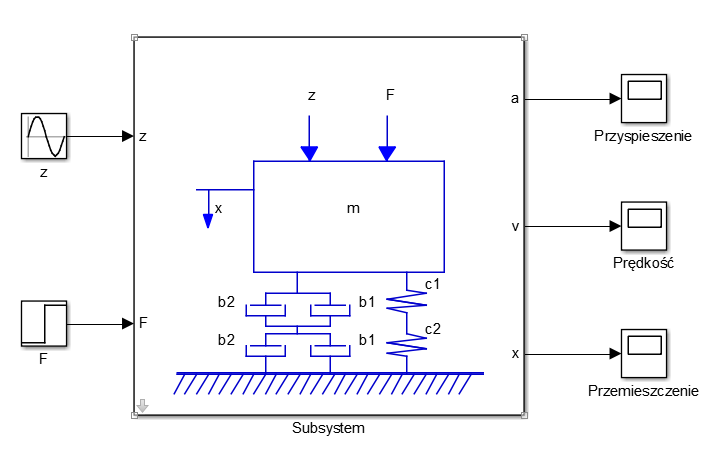 z
F
z
F
z
F
x
m
b2
b1
c1
b2
b1
c2
a
v
x
Przyspieszenie
Prędkość
Przemieszczenie
Subsystem